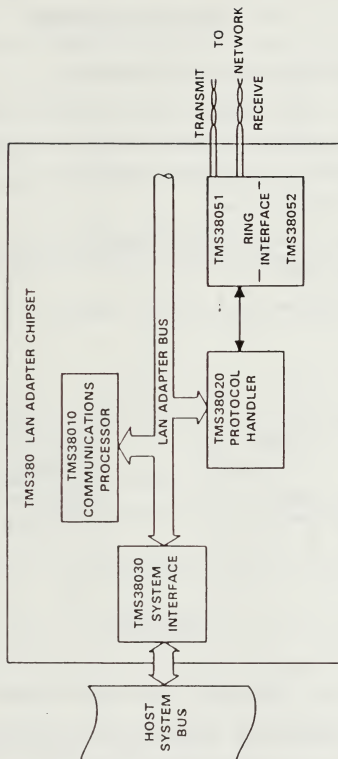 TMS380 LAN ADAPTER CHIPSET
HOST
SYSTEM
BUS
TMS38030
SYSTEM
INTERFACE
TMS38010
COMMUNICATIONS
PROCESSOR
LAN ADAPTER BUS
TMS38020
PROTOCOL
HANDLER
TMS38051
RING
INTERFACE
TMS38052
TRANSMIT
TO
NETWORK
RECEIVE